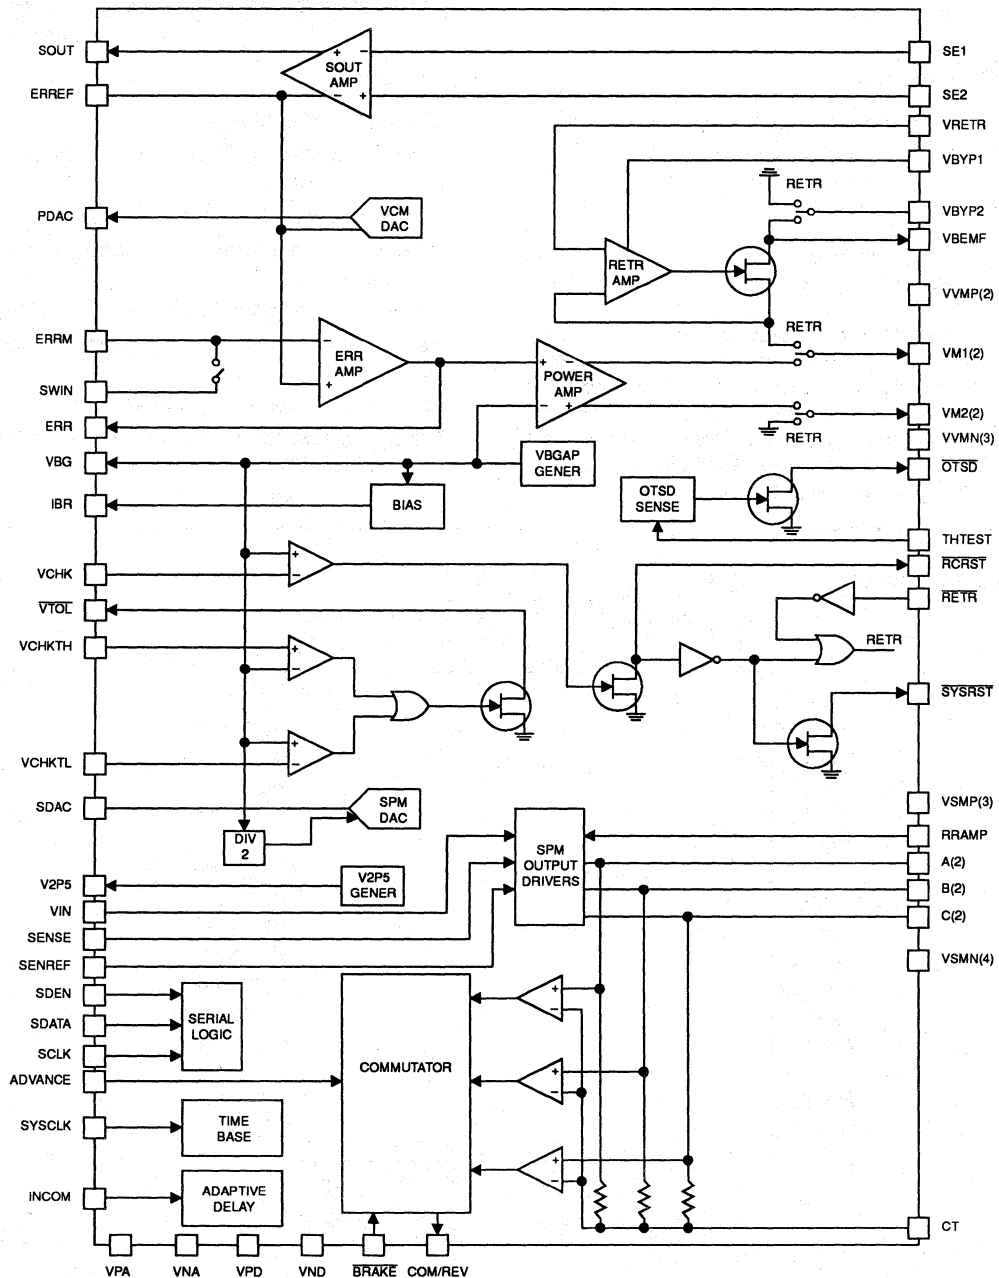 SOUT
ERREF
PDAC
ERRM
SWIN
ERR
VBG
IBR
VCHK
VTOL
VCHKTH
VCHKTL
SDAC
V2P5
VIN
SENSE
SENREF
SDEN
SDATA
SCLK
ADVANCE
SYSCLK
INCOM
+
−
SOUT
AMP
−
+
VCM
DAC
−
ERR
AMP
+
RETR
AMP
RETR
+
−
POWER
AMP
−
+
RETR
RETR
VBGAP
GENER
BIAS
OTSD
SENSE
+
−
+
−
+
−
RETR
SPM
DAC
DIV
2
V2P5
GENER
SPM
OUTPUT
DRIVERS
SERIAL
LOGIC
TIME
BASE
ADAPTIVE
DELAY
COMMUTATOR
+
−
+
−
+
−
SE1
SE2
VRETR
VBYP1
VBYP2
VBEMF
VVMP(2)
VM1(2)
VM2(2)
VVMN(3)
OTSD
THTEST
RCRST
RETR
SYSRST
VSMP(3)
RRAMP
A(2)
B(2)
C(2)
VSMN(4)
CT
VPA
VNA
VPD
VND
BRAKE
COM/REV